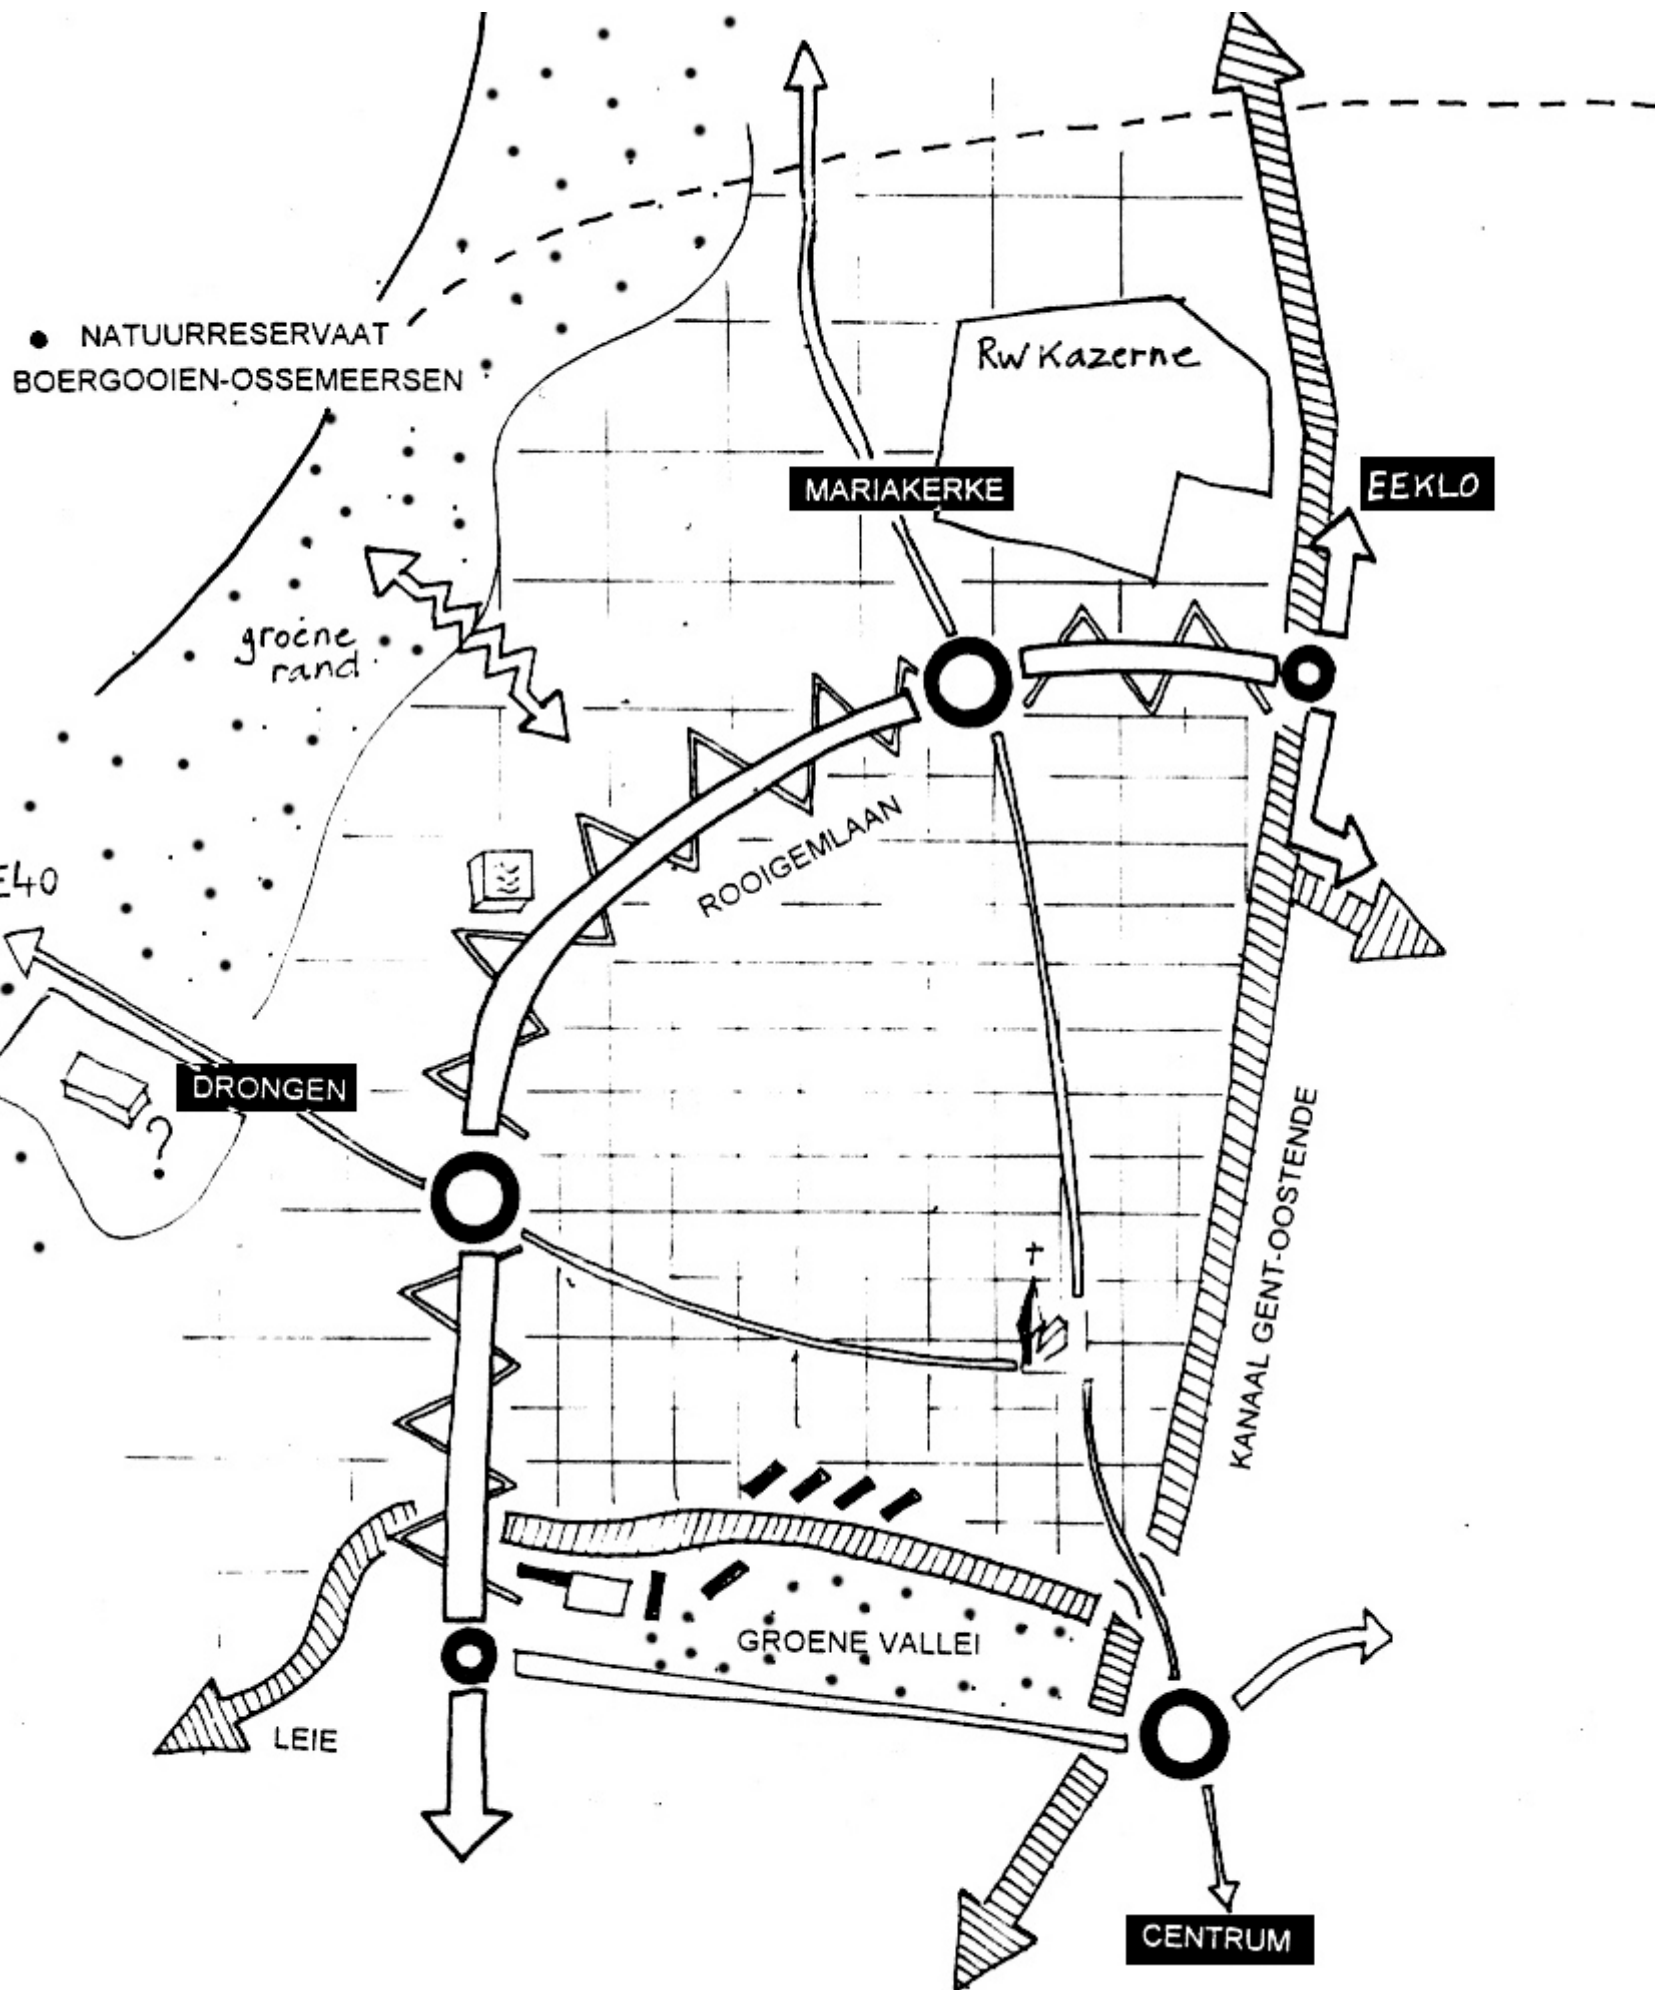 NATUURRESERVAAT
BOERGOOIEN-OSSEMEERSEN
RW Kazerne
MARIAKERKE
EEKLO
groene
rand
ROOIGEMLAAN
E40
DRONGEN
?
KANAAL GENT-OOSTENDE
GROENE VALLEI
LEIE
CENTRUM